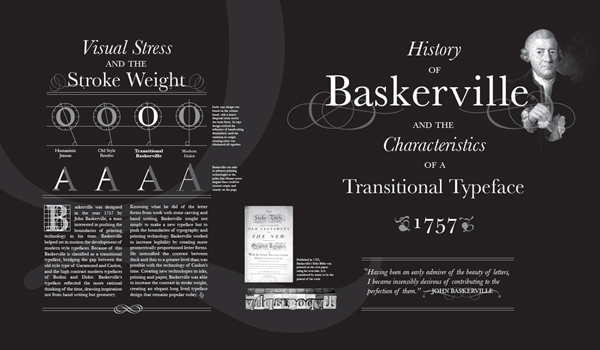 Visual Stress
AND THE
Stroke Weight
Humanistic
Jenson
Old Style
Bembo
Transitional
Baskerville
Modern
Didot
A A A A
Baskerville was designed
in the year 1757 by
John Baskerville, a man
interested in pushing the
boundaries of printing
technology in his time. Baskerville
helped set in motion the development of
modern style typefaces. Because of this
Baskerville is classified as a transitional
typeface, bridging the gap between the
old style type of Garamond and Caslon,
and the high contrast modern typefaces
of Bodoni and Didot. Baskerville's
typeface reflected the more rational
thinking of the time, drawing inspiration
not from hand writing but geometry.
Knowing what he did of the letter
forms from work with stone carving and
hand writing, Baskerville sought not
simply to make a new typeface but to
push the boundaries of typography and
printing technology. Baskerville worked
to increase legibility by creating more
geometrically proportioned letter forms.
He intensified the contrast between
thick and thin to a greater level than was
possible with the technology of Caslon's
time. Creating new technologies in inks,
printing and paper, Baskerville was able
to increase the contrast in stroke weight,
creating an elegant long lived typeface
design that remains popular today.
THE
Holy Bible
OLD TESTAMENT
THE NEW
History
OF
Baskerville
AND THE
Characteristics
OF A
Transitional Typeface
1757
"Having been an early admirer of the beauty of letters,
I became insensibly desirous of contributing to the
perfection of them." —JOHN BASKERVILLE